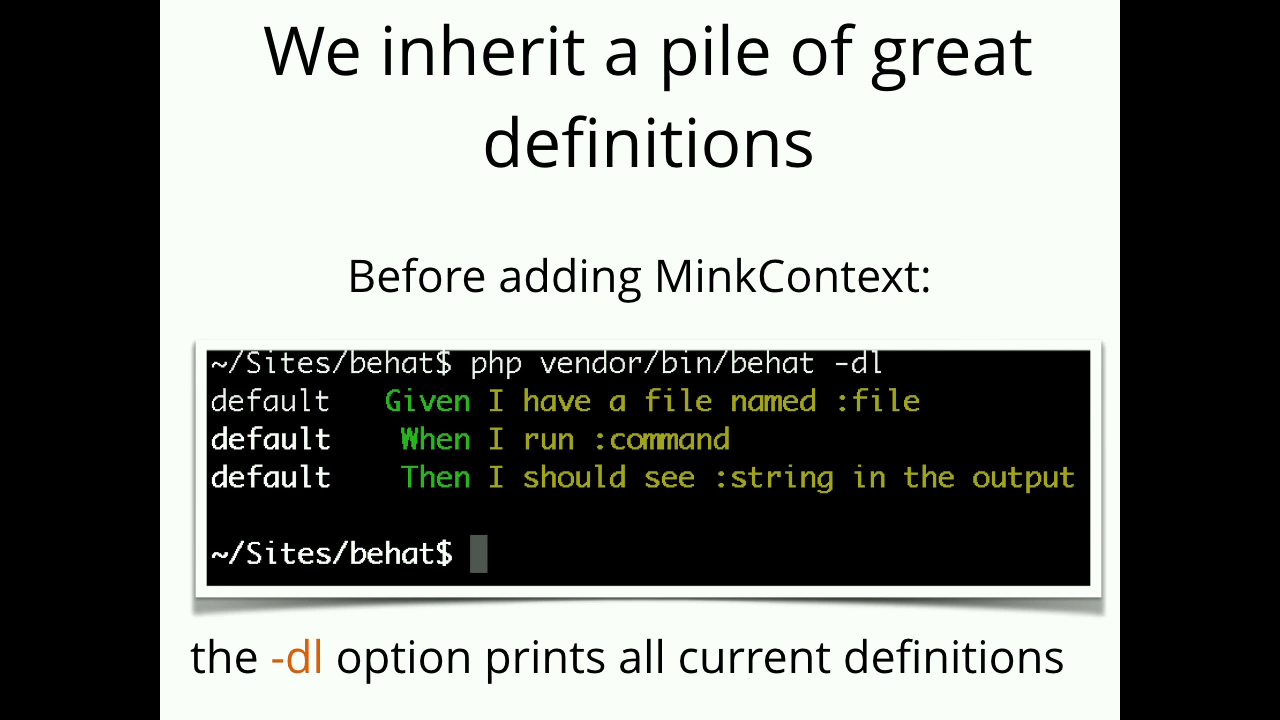 We inherit a pile of great
definitions
Before adding MinkContext:
~/Sites/behat$ php vendor/bin/behat -dl
default   Given I have a file named :file
default    When I run :command
default    Then I should see :string in the output
~/Sites/behat$
the -dl option prints all current definitions